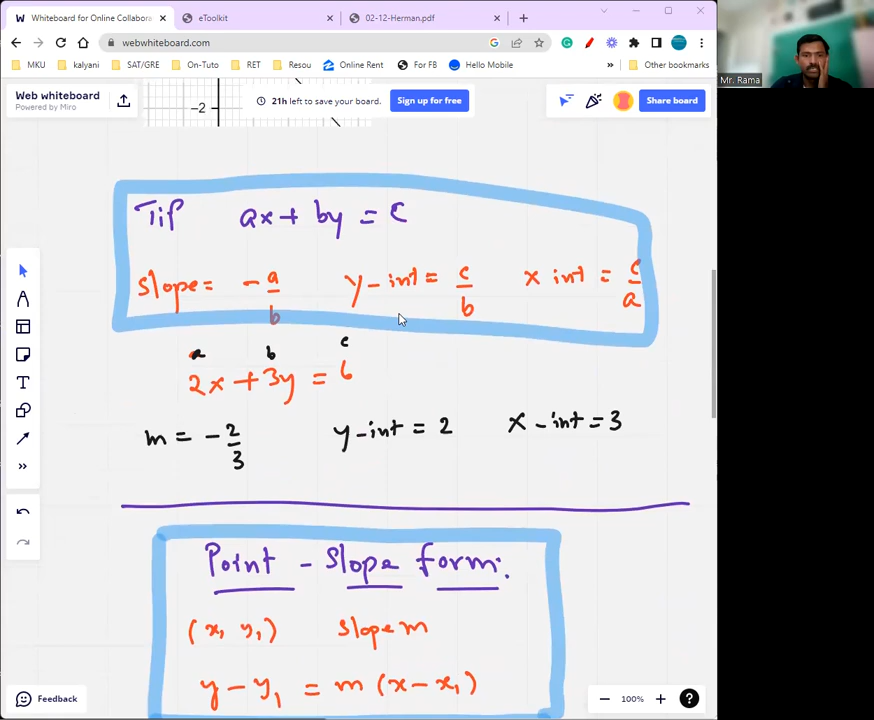 Whiteboard for Online Collabora
eToolkit
02-12-Herman.pdf
webwhiteboard.com
MKU
kalyani
SAT/GRE
On-Tuto
RET
Resou
Online Rent
For FB
Hello Mobile
Other bookmarks
Mr. Rama
Web whiteboard
Powered by Miro
21h left to save your board.
Sign up for free
Share board
-2
Tip ax + by = c
Slope = -a/b y-int = c/b x int = c/a
a b c
2x + 3y = 6
m = -2/3 y-int = 2 x-int = 3
Point - Slope form.
(x₁ y₁) slope m
y - y₁ = m (x - x₁)
Feedback
100%